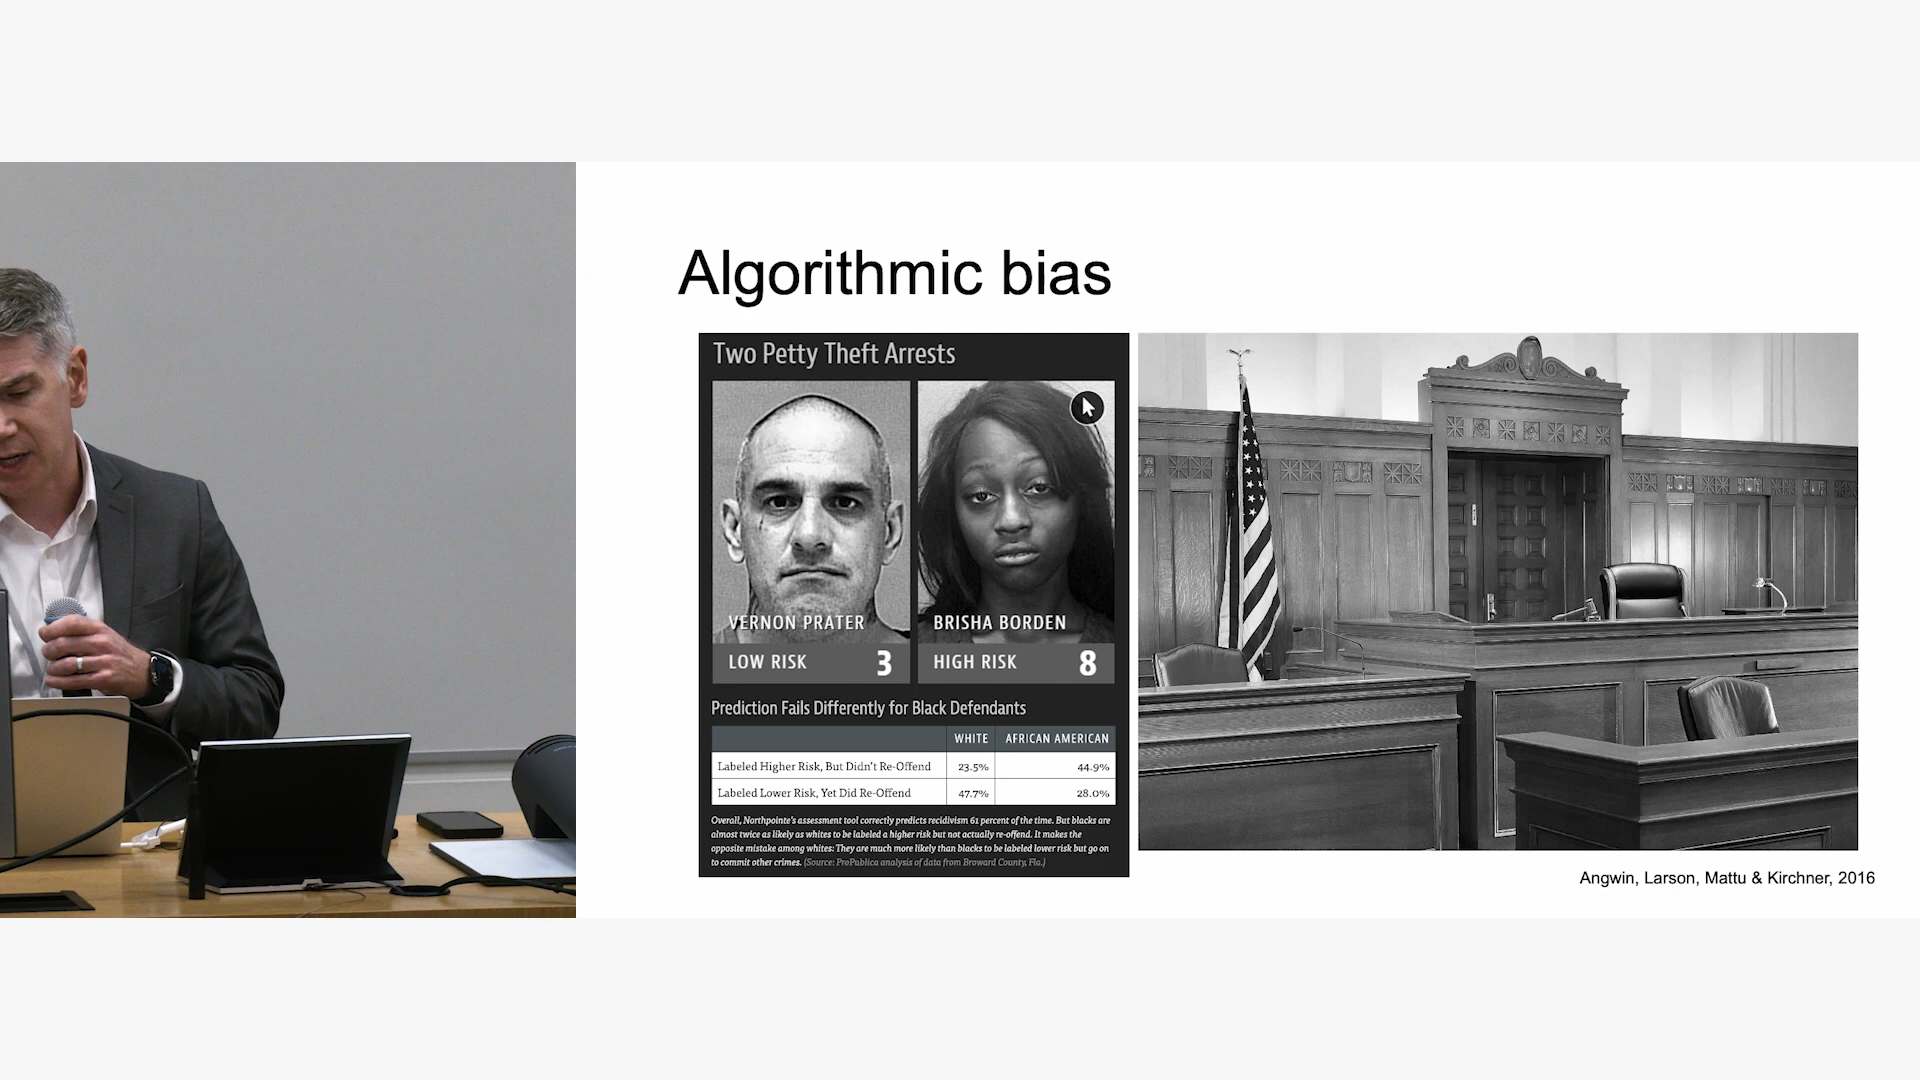 Algorithmic bias
Two Petty Theft Arrests
VERNON PRATER
BRISHA BORDEN
LOW RISK 3
HIGH RISK 8
Prediction Fails Differently for Black Defendants
WHITE AFRICAN AMERICAN
Labeled Higher Risk, But Didn't Re-Offend 23.5% 44.9%
Labeled Lower Risk, Yet Did Re-Offend 47.7% 28.0%
Overall, Northpointe's assessment tool correctly predicts recidivism 61 percent of the time. But blacks are
almost twice as likely as whites to be labeled a higher risk but not actually re-offend. It makes the
opposite mistake among whites: They are much more likely than blacks to be labeled lower risk but go on
to commit other crimes. (Source: ProPublica analysis of data from Broward County, Fla.)
Angwin, Larson, Mattu & Kirchner, 2016